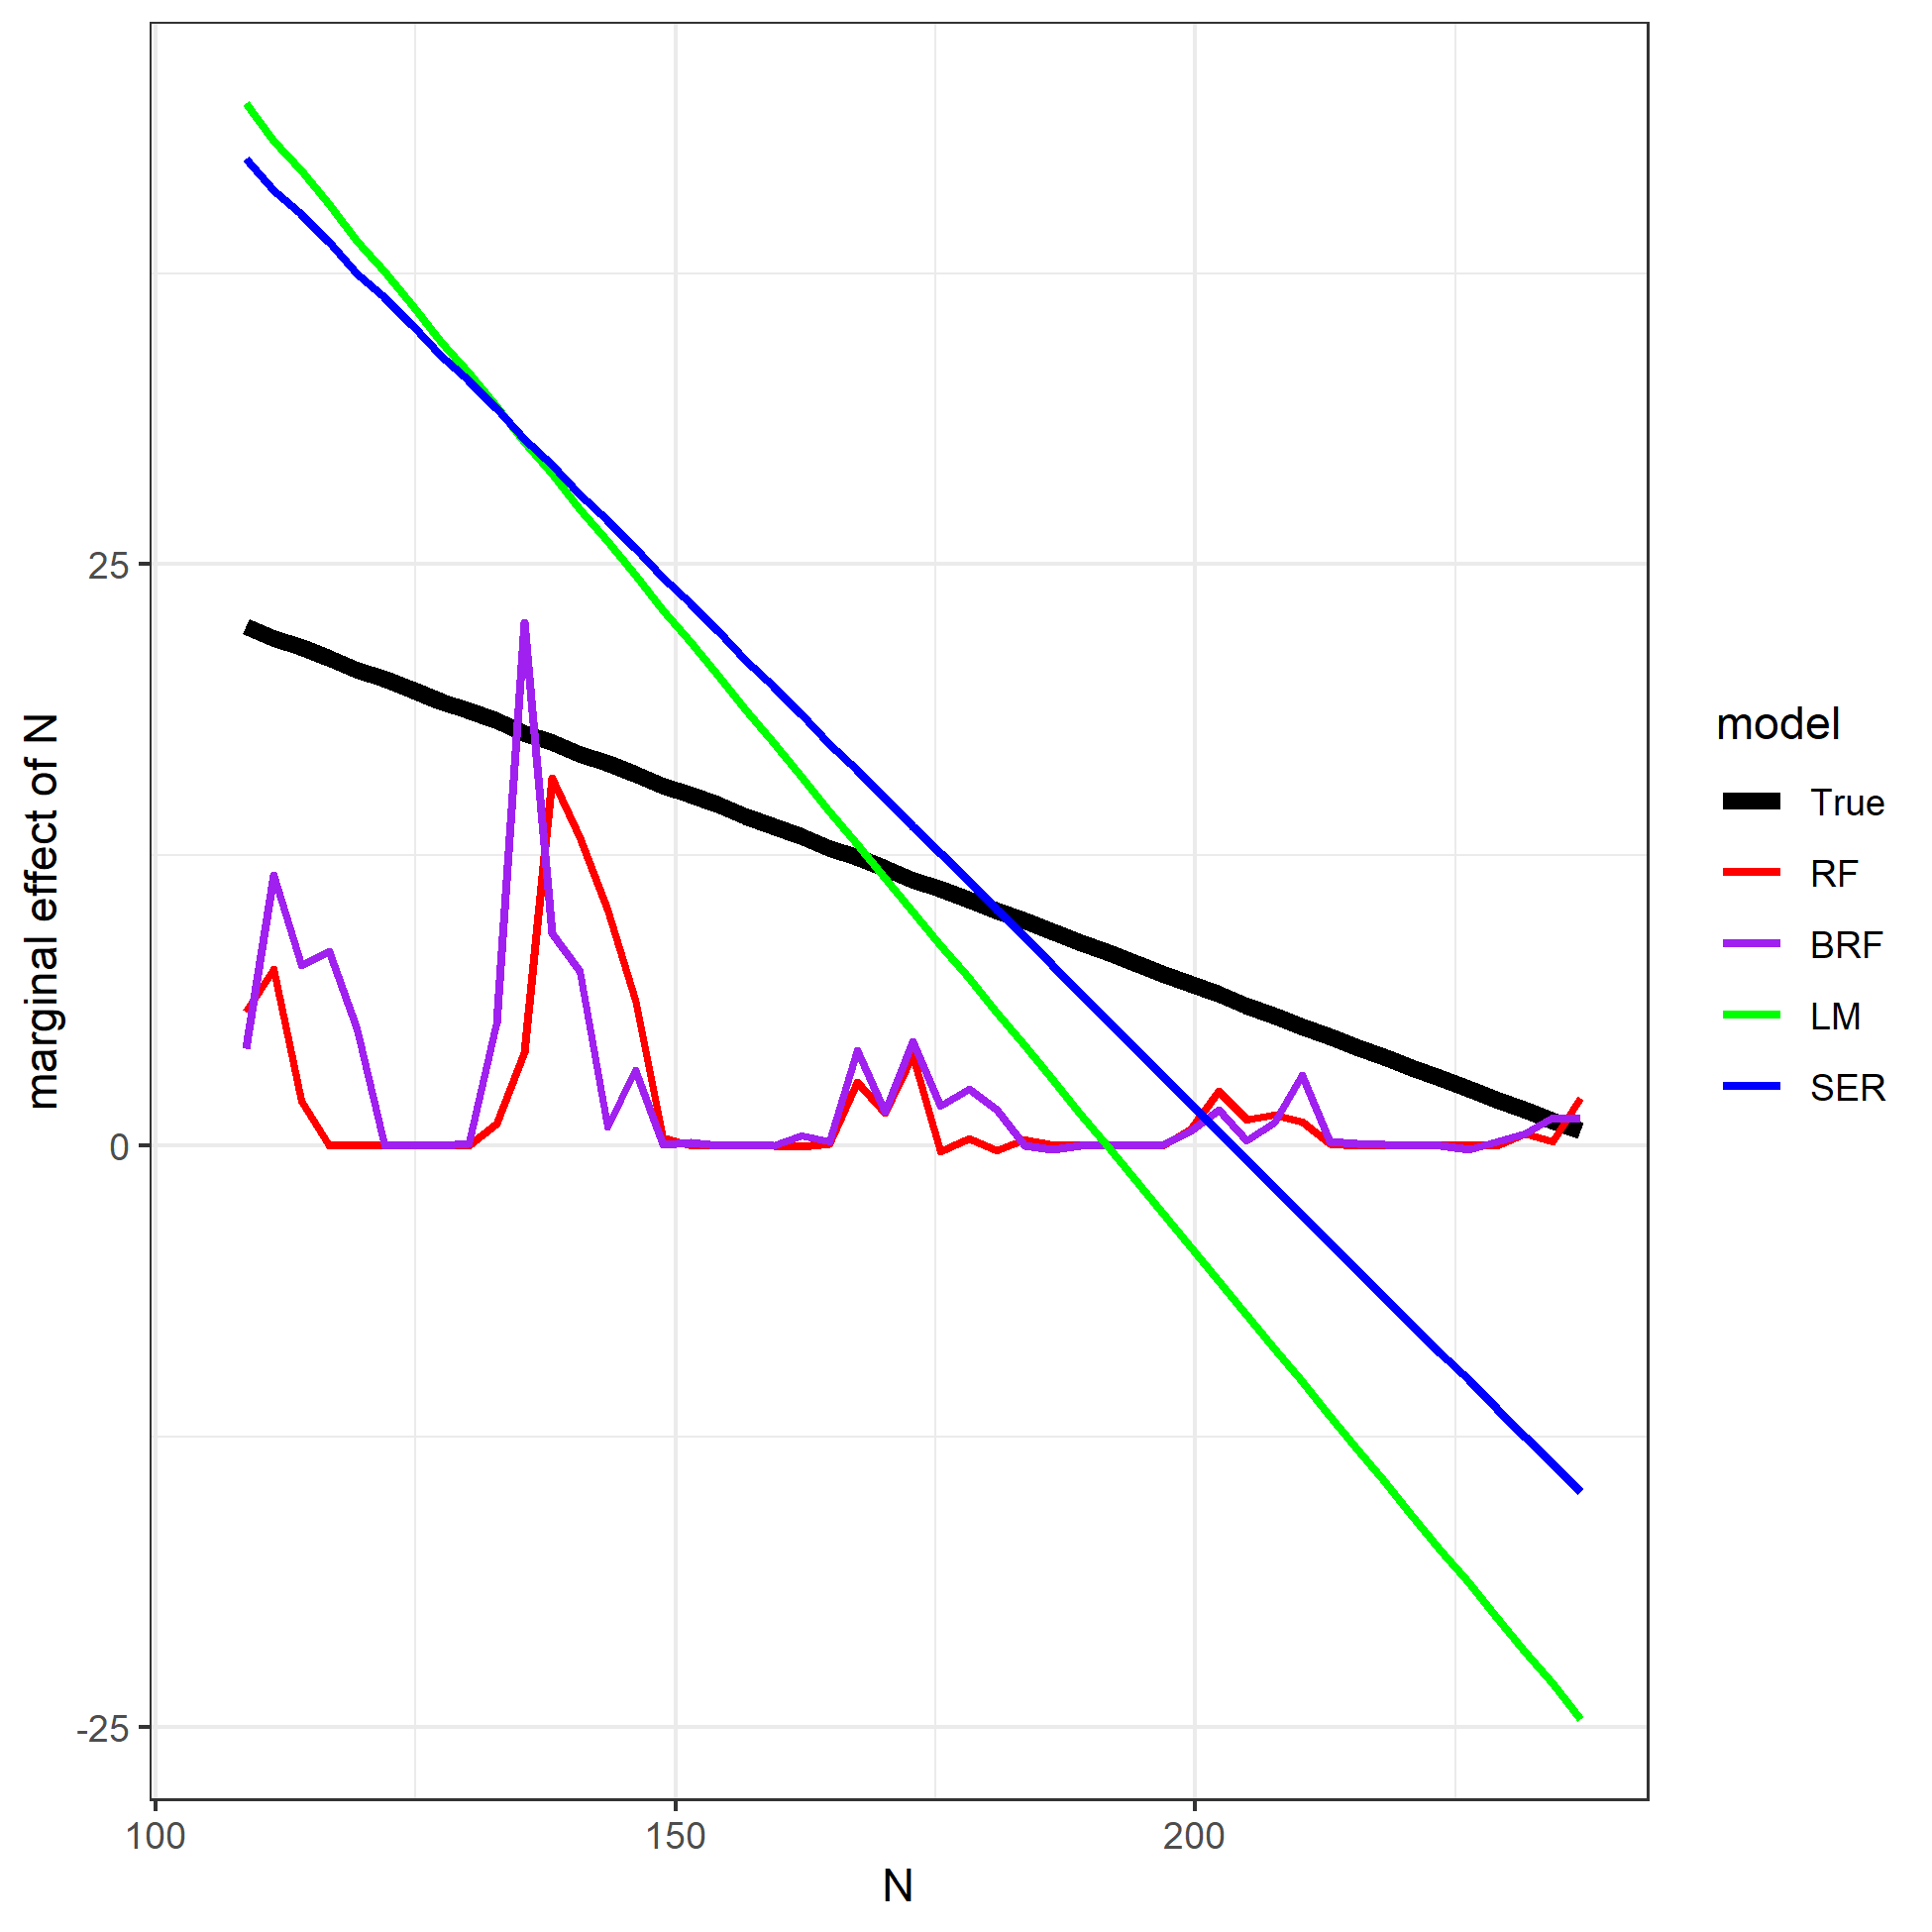 marginal effect of N
25
0
-25
100 150 200
N
model
True
RF
BRF
LM
SER